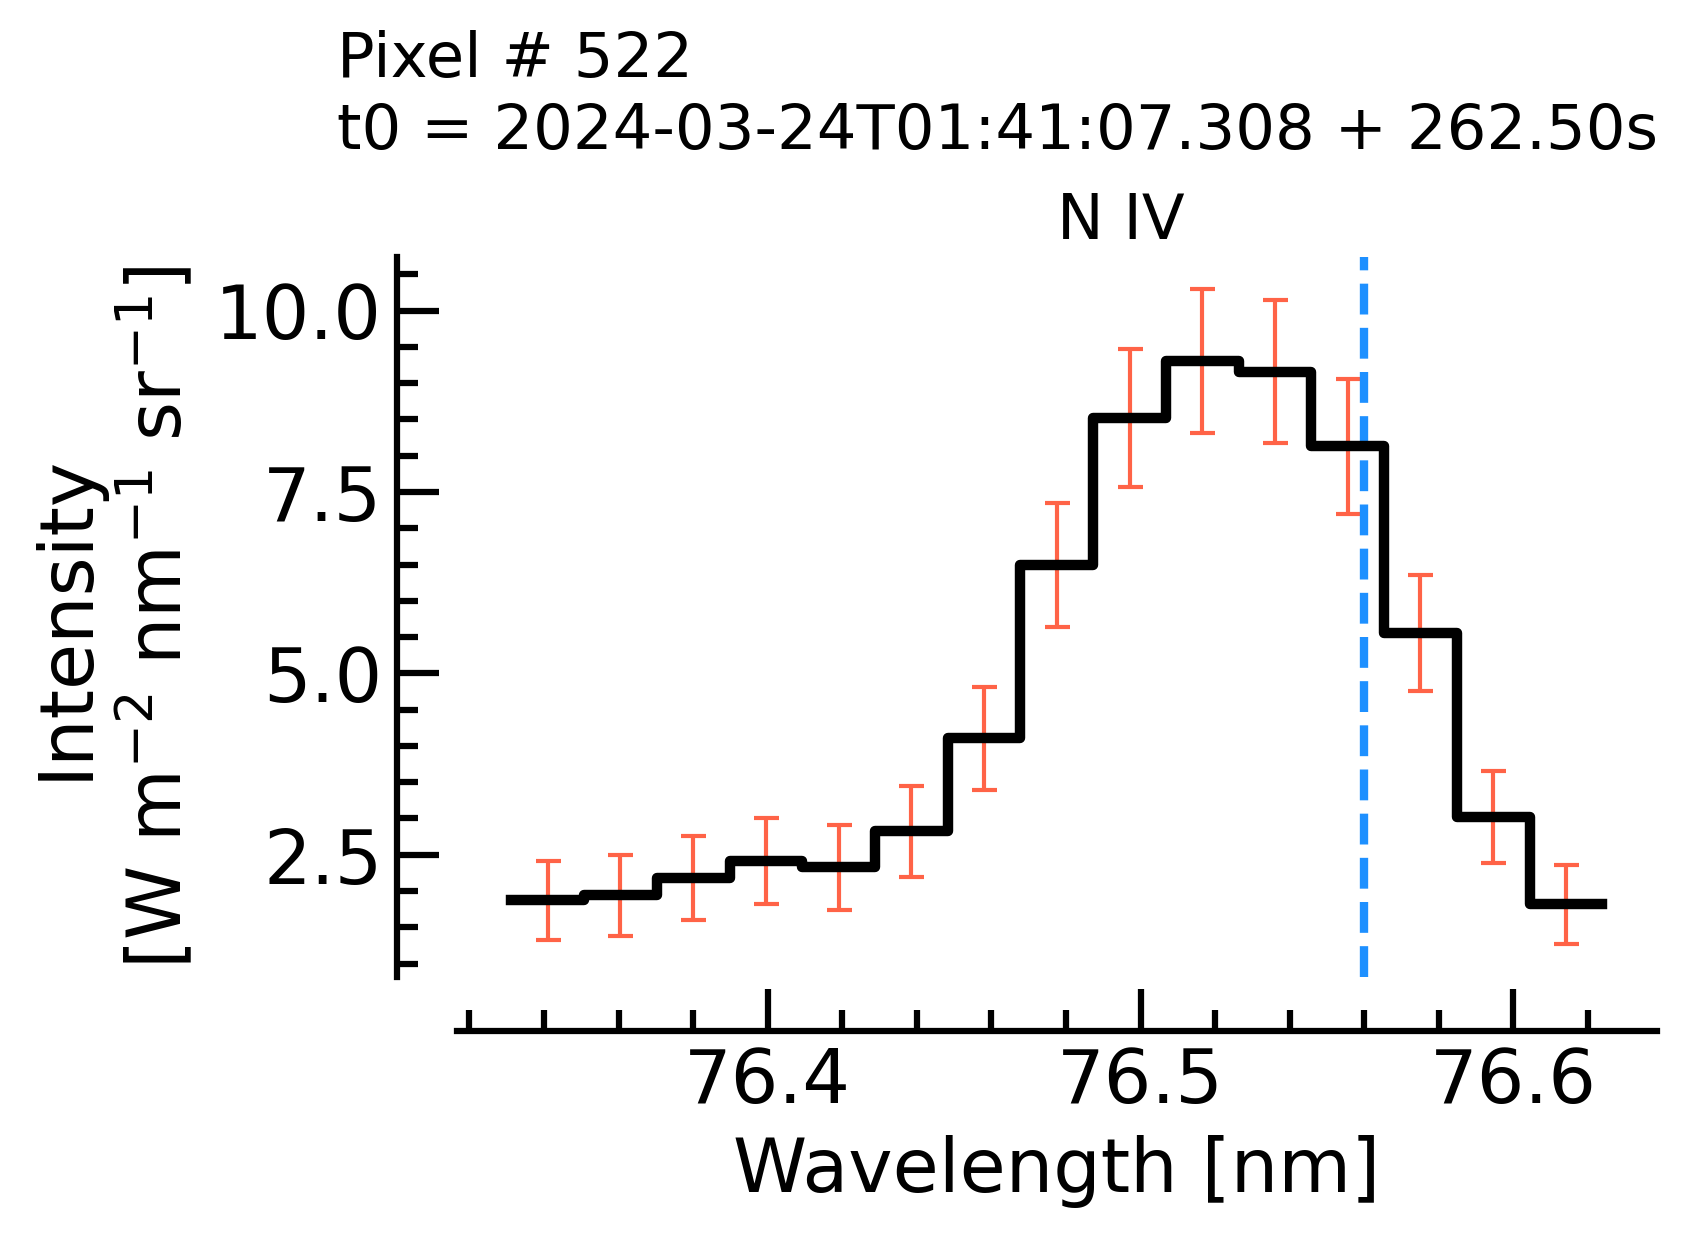 Pixel # 522
t0 = 2024-03-24T01:41:07.308 + 262.50s
N IV
Intensity
[W m⁻² nm⁻¹ sr⁻¹]
10.0
7.5
5.0
2.5
76.4 76.5 76.6
Wavelength [nm]